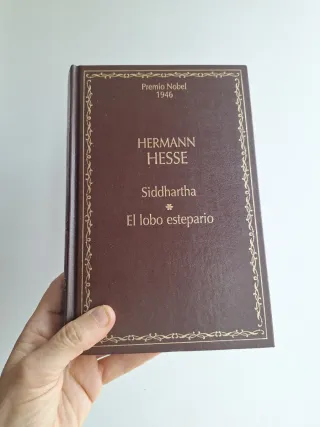 Premio Nobel
1946
HERMANN
HESSE
Siddhartha
El lobo estepario